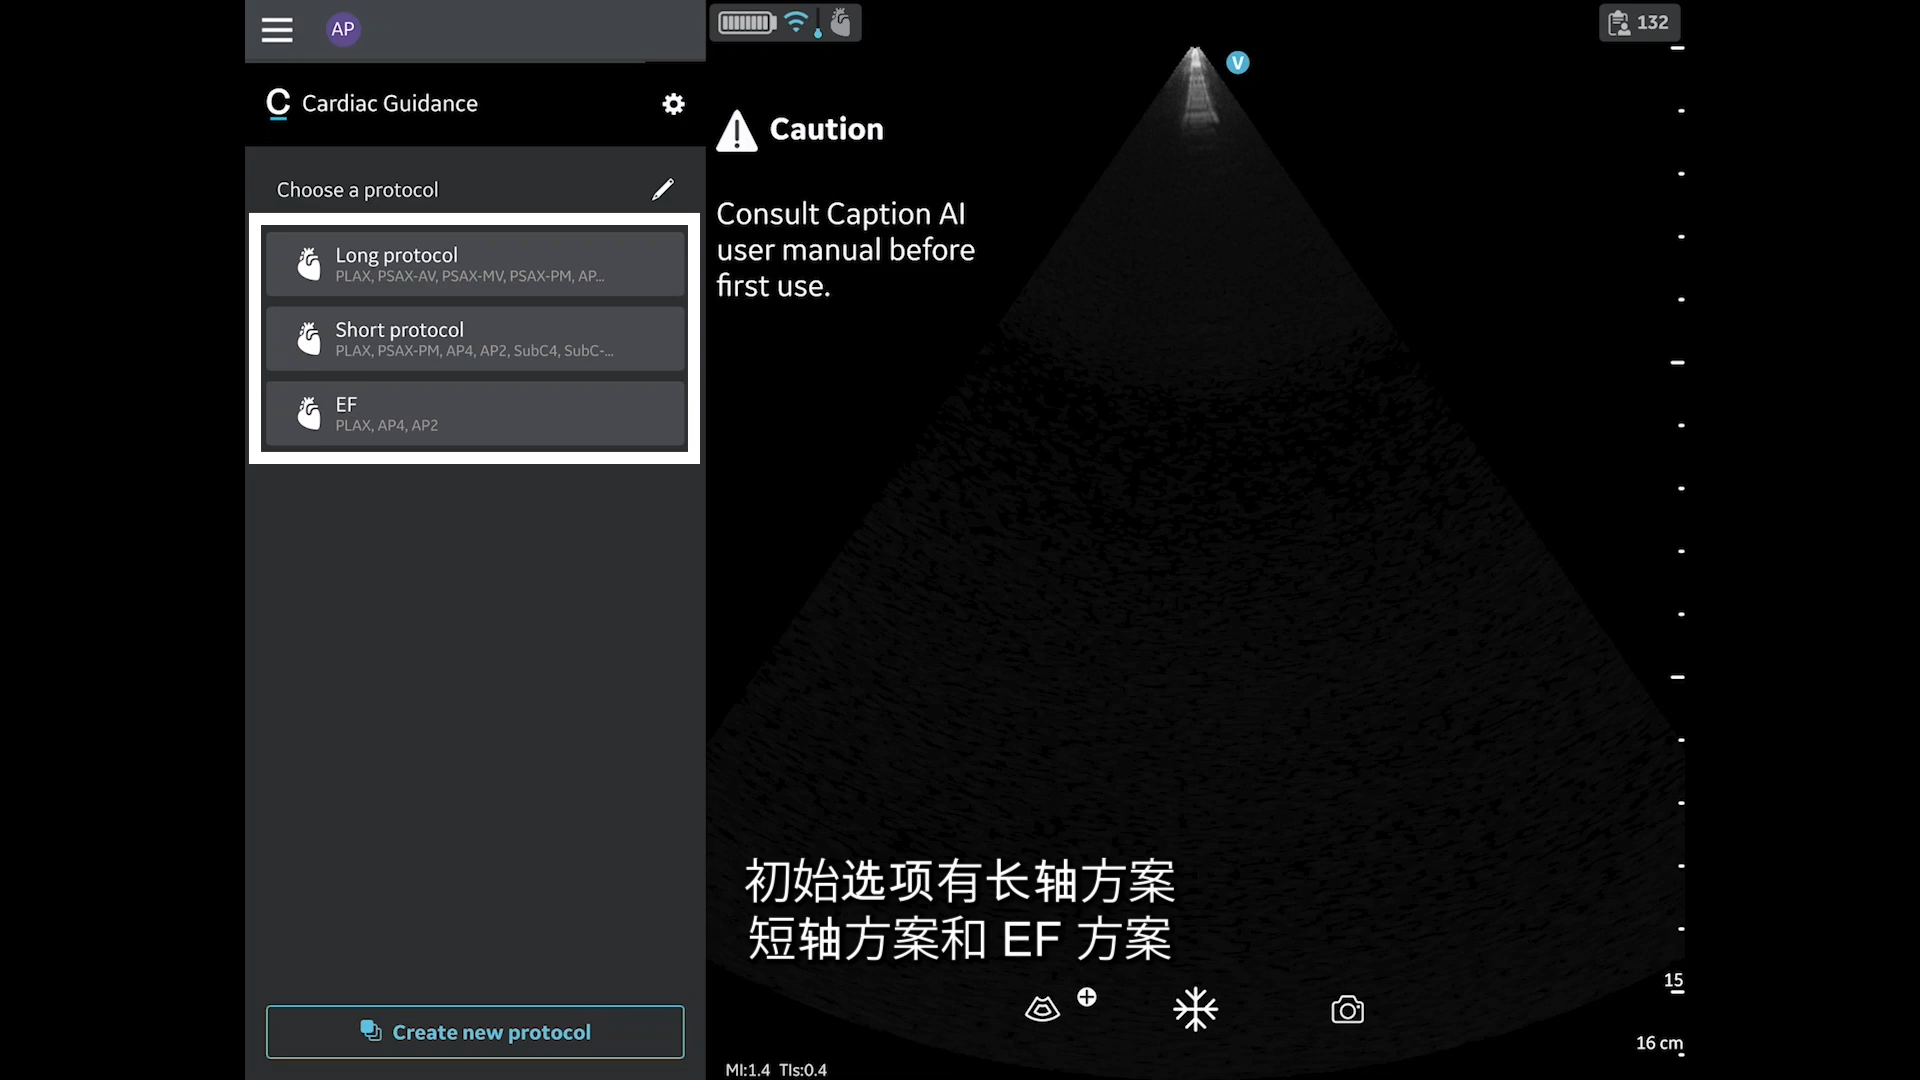 AP
132
C Cardiac Guidance
V
Caution
Choose a protocol
Consult Caption AI
user manual before
first use.
Long protocol
PLAX, PSAX-AV, PSAX-MV, PSAX-PM, AP...
Short protocol
PLAX, PSAX-PM, AP4, AP2, SubC4, SubC-...
EF
PLAX, AP4, AP2
初始选项有长轴方案
短轴方案和 EF 方案
15
Create new protocol
16 cm
MI:1.4 TIs:0.4